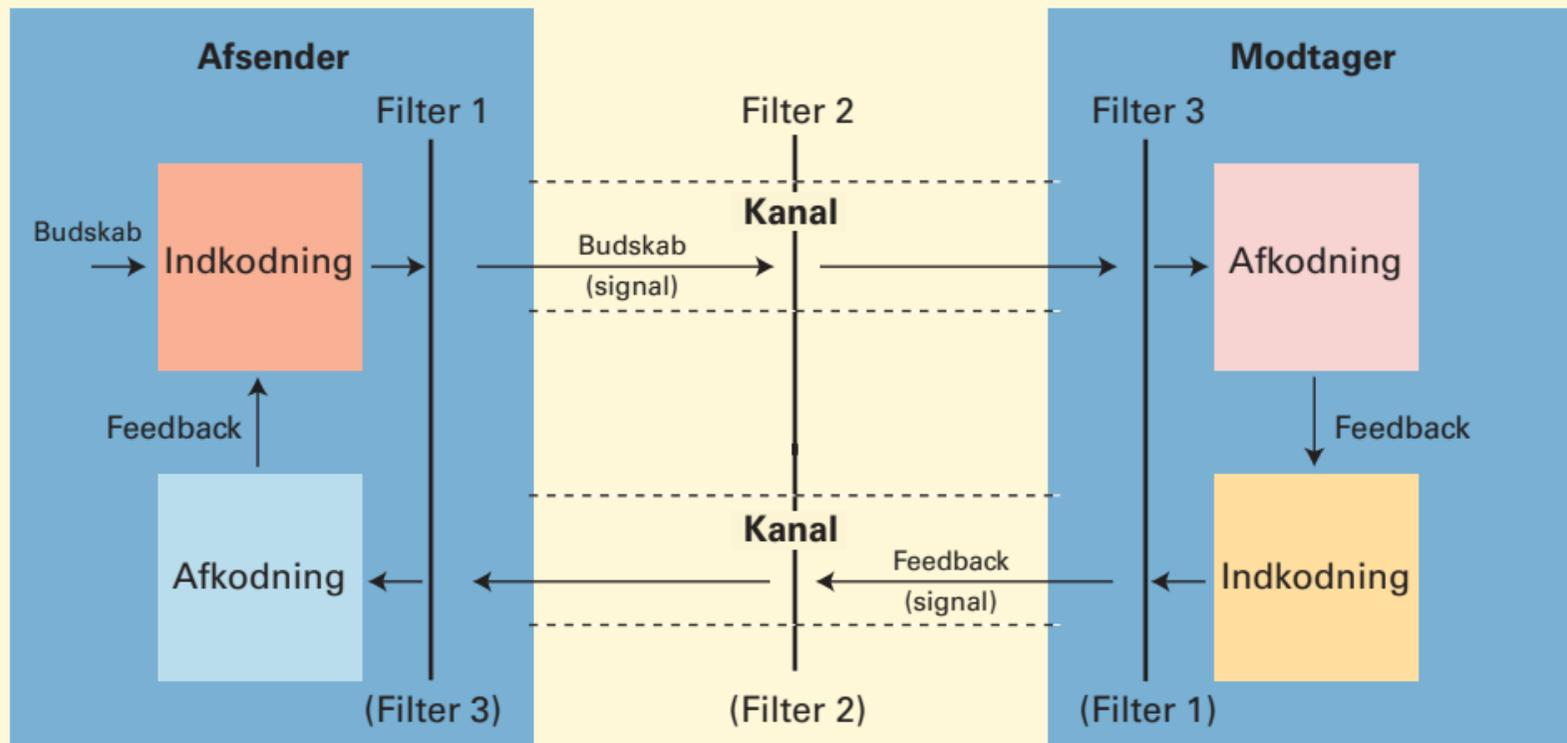 Afsender
Modtager
Filter 1
Filter 2
Filter 3
Kanal
Budskab
Indkodning
Budskab
(signal)
Afkodning
Feedback
Feedback
Kanal
Afkodning
Feedback
(signal)
Indkodning
(Filter 3)
(Filter 2)
(Filter 1)